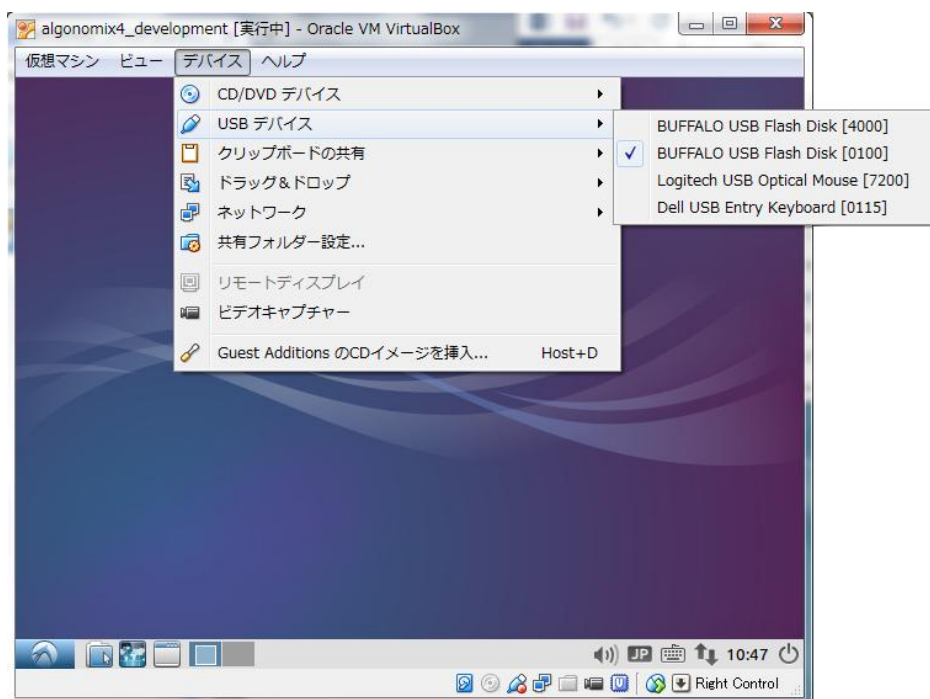 algonomix4_development [実行中] - Oracle VM VirtualBox
仮想マシン ビュー デバイス ヘルプ
CD/DVD デバイス
USB デバイス
クリップボードの共有
ドラッグ&ドロップ
ネットワーク
共有フォルダー設定...
リモートディスプレイ
ビデオキャプチャー
Guest Additions のCDイメージを挿入... Host+D
BUFFALO USB Flash Disk [4000]
BUFFALO USB Flash Disk [0100]
Logitech USB Optical Mouse [7200]
Dell USB Entry Keyboard [0115]
JP 10:47
Right Control